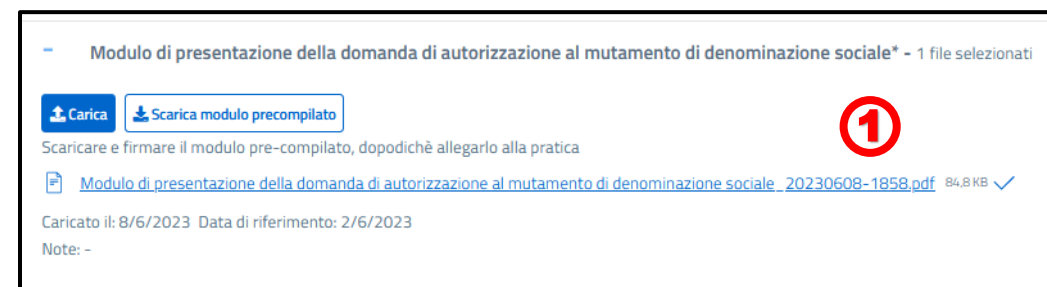 - Modulo di presentazione della domanda di autorizzazione al mutamento di denominazione sociale* - 1 file selezionati
Carica Scarica modulo precompilato
1
Scaricare e firmare il modulo pre-compilato, dopodichè allegarlo alla pratica
Modulo di presentazione della domanda di autorizzazione al mutamento di denominazione sociale_20230608-1858.pdf 84,8 KB
Caricato il: 8/6/2023 Data di riferimento: 2/6/2023
Note: -